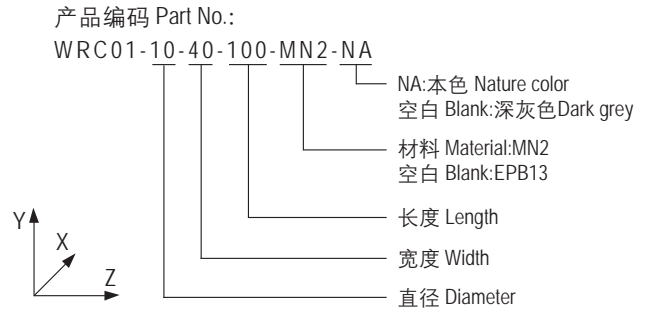 产品编码 Part No.:
WRC01-10-40-100-MN2-NA
NA:本色 Nature color
空白 Blank:深灰色Dark grey
材料 Material:MN2
空白 Blank:EPB13
长度 Length
宽度 Width
直径 Diameter
Y
X
Z